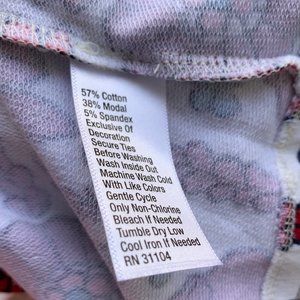 57% Cotton
38% Modal
5% Spandex
Exclusive Of
Decoration
Secure Ties
Before Washing
Wash Inside Out
Machine Wash Cold
With Like Colors
Gentle Cycle
Only Non-Chlorine
Bleach If Needed
Tumble Dry Low
Cool Iron If Needed
RN 31104